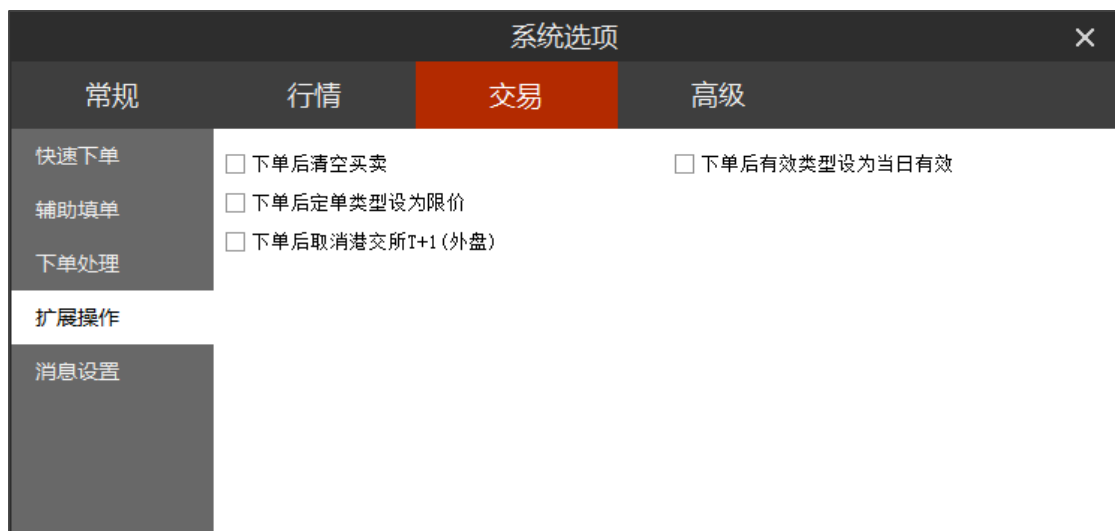 系统选项
常规 行情 交易 高级
快速下单
辅助填单
下单处理
扩展操作
消息设置
下单后清空买卖 下单后有效类型设为当日有效
下单后定单类型设为限价
下单后取消港交所T+1(外盘)